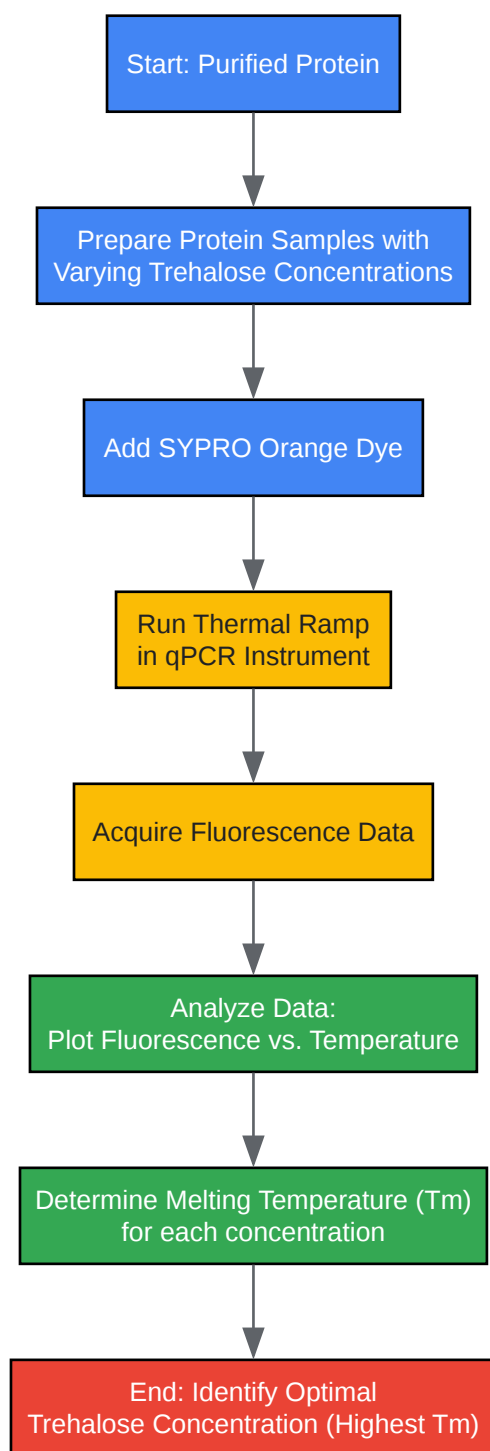 Start: Purified Protein
Prepare Protein Samples with
Varying Trehalose Concentrations
Add SYPRO Orange Dye
Run Thermal Ramp
in qPCR Instrument
Acquire Fluorescence Data
Analyze Data:
Plot Fluorescence vs. Temperature
Determine Melting Temperature (Tm)
for each concentration
End: Identify Optimal
Trehalose Concentration (Highest Tm)